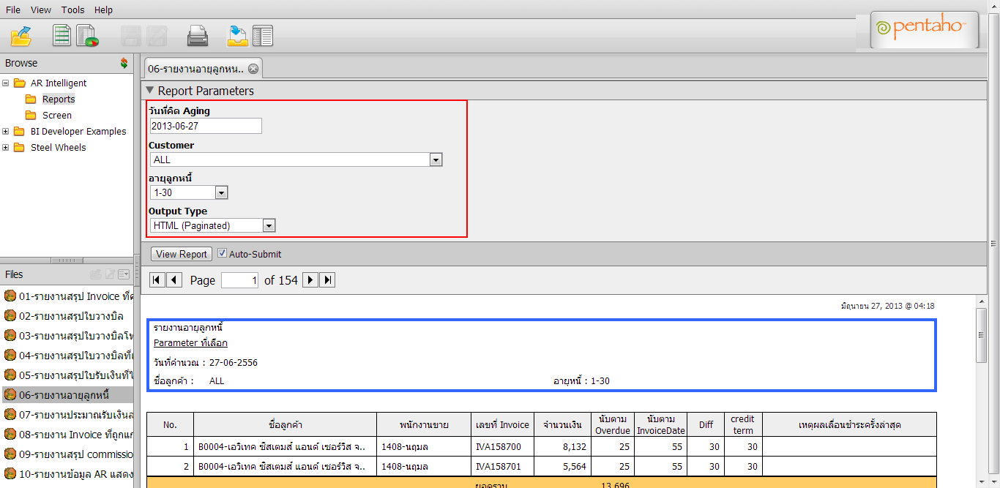 File View Tools Help
pentaho™
Browse
AR Intelligent
Reports
Screen
BI Developer Examples
Steel Wheels
Files
01-รายงานสรุป Invoice ที่ค
02-รายงานสรุปใบวางบิล
03-รายงานสรุปใบวางบิลโท
04-รายงานสรุปใบวางบิลที่เ
05-รายงานสรุปใบรับเงินที่ไ
06-รายงานอายุลูกหนี้
07-รายงานประมาณรับเงินล
08-รายงาน Invoice ที่ถูกแก
09-รายงานสรุป commissio
10-รายงานข้อมูล AR แสดง
06-รายงานอายุลูกหน..
Report Parameters
วันที่คิด Aging
2013-06-27
Customer
ALL
อายุลูกหนี้
1-30
Output Type
HTML (Paginated)
View Report Auto-Submit
Page 1 of 154
มิถุนายน 27, 2013 @ 04:18
รายงานอายุลูกหนี้
Parameter ที่เลือก
วันที่คำนวณ : 27-06-2556
ชื่อลูกค้า : ALL อายุหนี้ : 1-30
No. ชื่อลูกค้า พนักงานขาย เลขที่ Invoice จำนวนเงิน นับตาม Overdue นับตาม InvoiceDate Diff credit term เหตุผลเลื่อนชำระครั้งล่าสุด
1 B0004-เอวิเทค ซิสเตมส์ แอนด์ เซอร์วิส จ.. 1408-นฤมล IVA158700 8,132 25 55 30 30
2 B0004-เอวิเทค ซิสเตมส์ แอนด์ เซอร์วิส จ.. 1408-นฤมล IVA158701 5,564 25 55 30 30
ยอดรวม 13,696